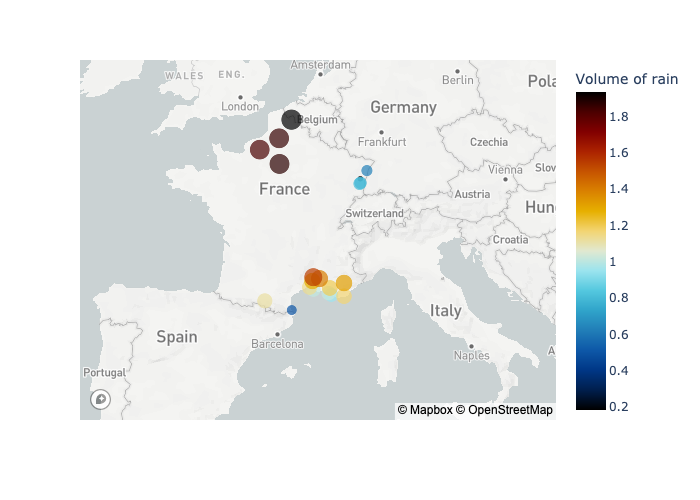 Volume of rain
1.8
1.6
1.4
1.2
1
0.8
0.6
0.4
0.2
Amsterdam
WALES ENG.
Berlin
Pola
London
Germany
Belgium
Frankfurt
Czechia
Vienna
Slov
France
Austria
Switzerland
Hun
Croatia
Italy
Spain
Barcelona
Naples
A
Portugal
© Mapbox © OpenStreetMap